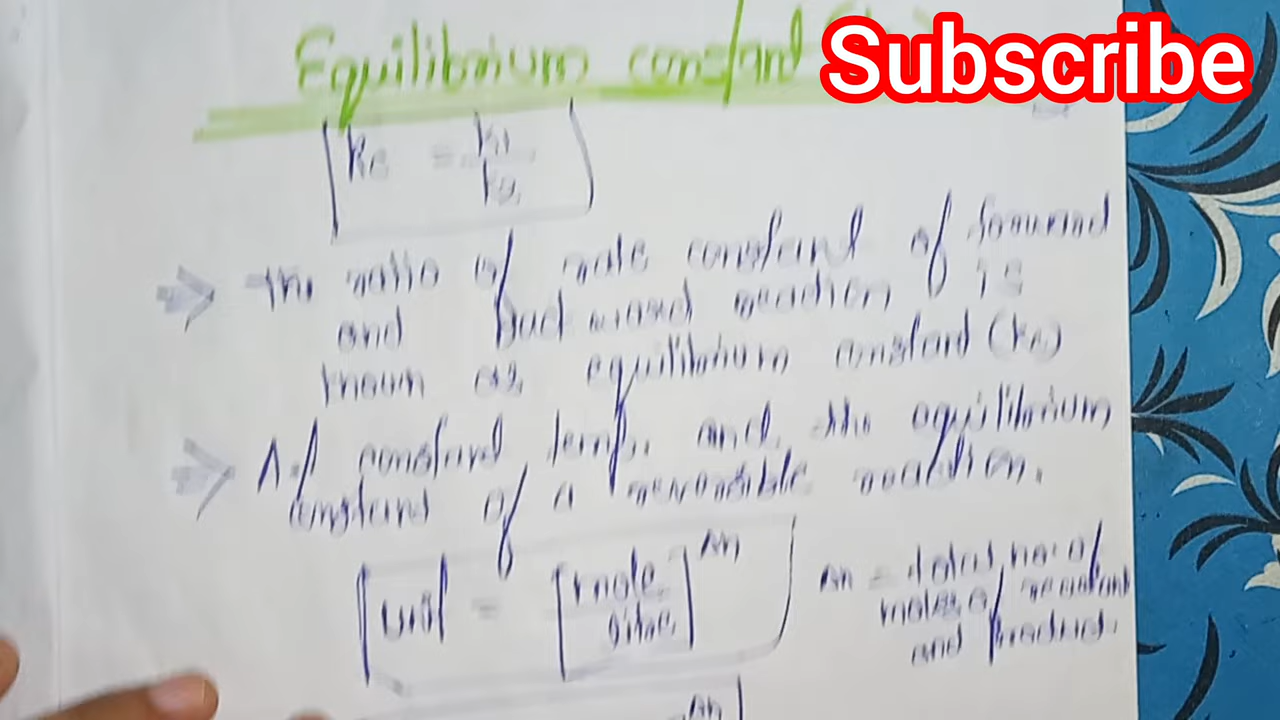 Equilibrium constant
Subscribe
Kc = K1
K2
The ratio of rate constant of forward
and backward reaction is
known as equilibrium constant (Kc)
At constant temp. and the equilibrium
constant of a reversible reaction.
unit = [mole
litre]Δn
Δn = total no. of
moles of reactant
and product.
Δn